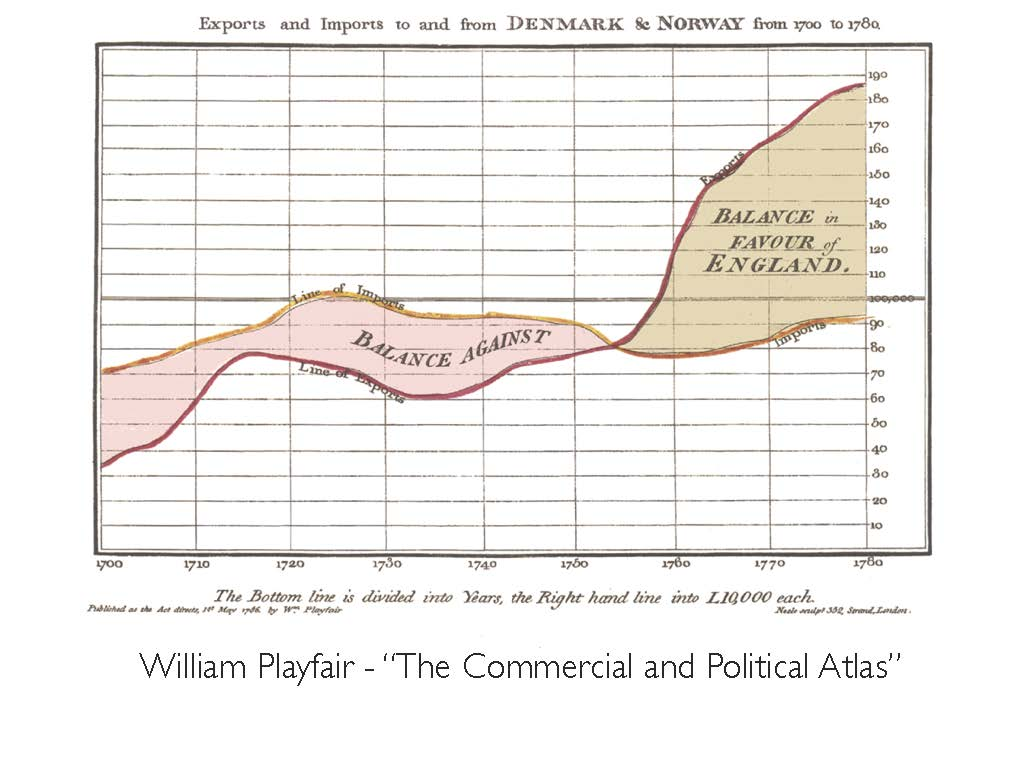 Exports and Imports to and from DENMARK & NORWAY from 1700 to 1780.
190
180
170
160
150
Exports
140
BALANCE in
130
FAVOUR of
120
ENGLAND.
110
Line of Imports
100,000
90
Imports
BALANCE AGAINST
80
Line of Exports
70
60
50
40
30
20
10
1700 1710 1720 1730 1740 1750 1760 1770 1780
The Bottom line is divided into Years, the Right hand line into L10,000 each.
Published as the Act directs, 1st May 1786. by Wm. Playfair
Neele sculpt 352, Strand, London.
William Playfair - “The Commercial and Political Atlas”